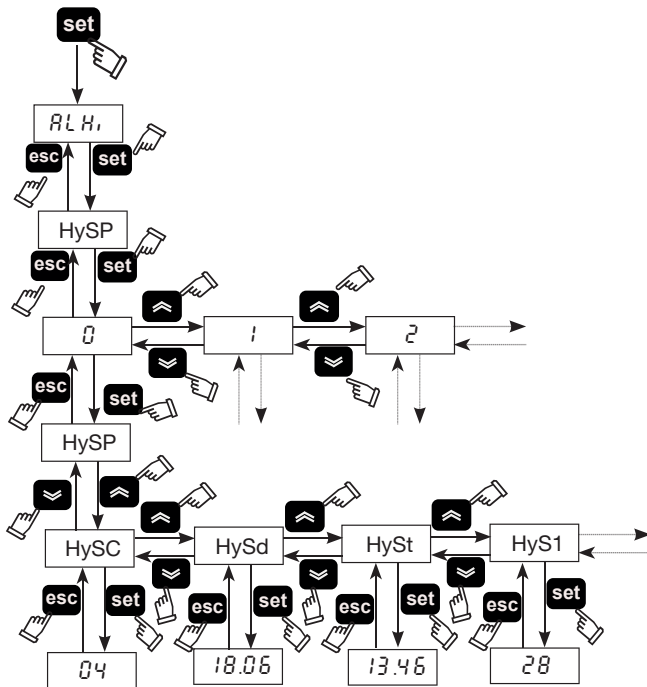 set
ALHi
esc set
HySP
esc set
0 1 2
esc set
HySP
HySC HySd HySt HyS1
esc set esc set esc set esc set
04 18.06 13.46 28